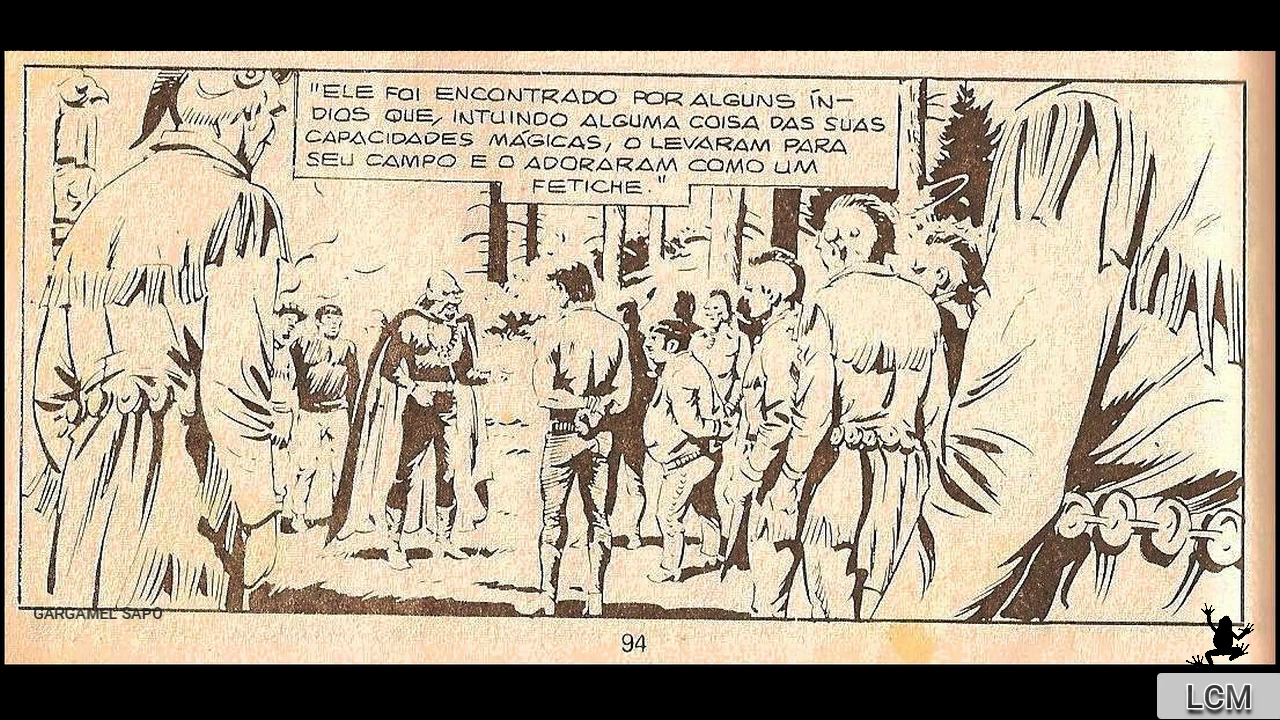 "ELE FOI ENCONTRADO POR ALGUNS ÍN-
DIOS QUE, INTUINDO ALGUMA COISA DAS SUAS
CAPACIDADES MÁGICAS, O LEVARAM PARA
SEU CAMPO E O ADORARAM COMO UM
FETICHE."
GARGAMEL SAPO
94
LCM